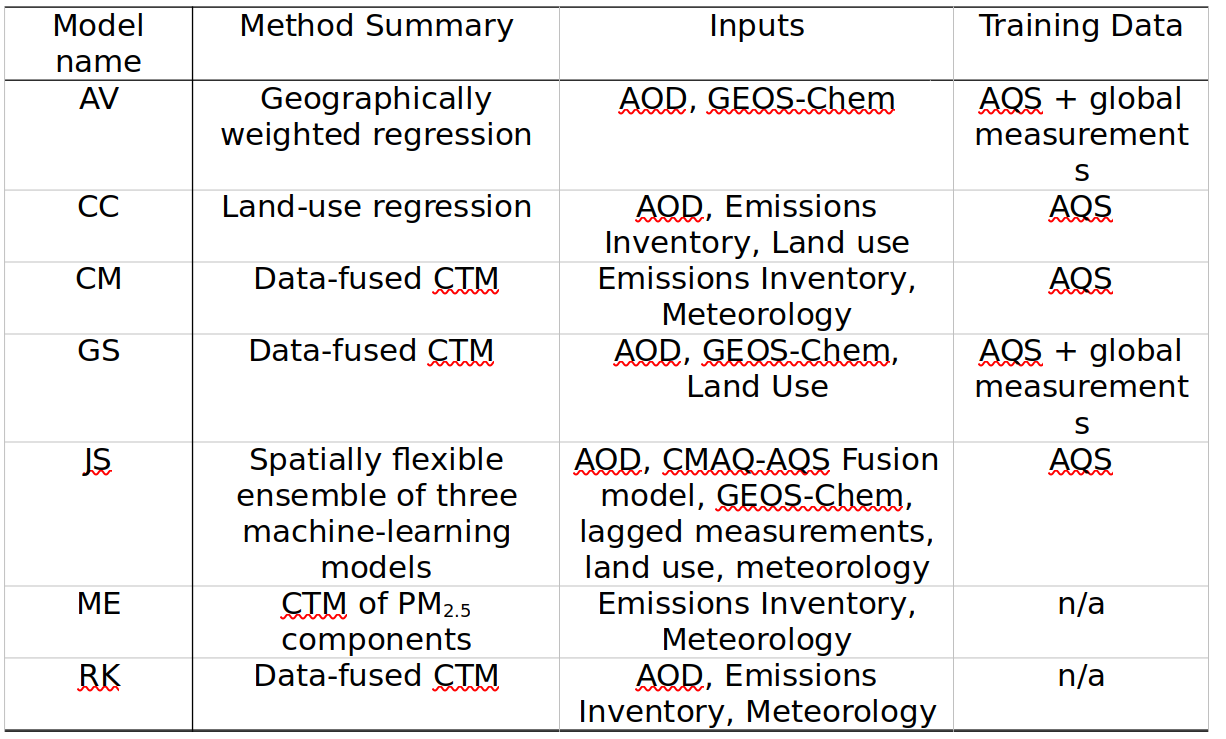 Model name
Method Summary
Inputs
Training Data
AV
Geographically
weighted regression
AOD, GEOS-Chem
AQS + global
measurement
s
CC
Land-use regression
AOD, Emissions
Inventory, Land use
AQS
CM
Data-fused CTM
Emissions Inventory,
Meteorology
AQS
GS
Data-fused CTM
AOD, GEOS-Chem,
Land Use
AQS + global
measurement
s
JS
Spatially flexible
ensemble of three
machine-learning
models
AOD, CMAQ-AQS Fusion
model, GEOS-Chem,
lagged measurements,
land use, meteorology
AQS
ME
CTM of PM2.5
components
Emissions Inventory,
Meteorology
n/a
RK
Data-fused CTM
AOD, Emissions
Inventory, Meteorology
n/a